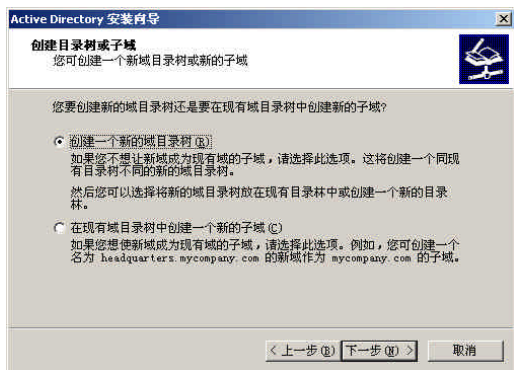 Active Directory 安装向导
创建目录树或子域
您可创建一个新域目录树或新的子域
您要创建新的域目录树还是要在现有域目录树中创建新的子域?
创建一个新的域目录树(R)
如果您不想让新域成为现有域的子域，请选择此选项。这将创建一个同现
有目录树不同的新的域目录树。
然后您可以选择将新的域目录树放在现有目录林中或创建一个新的目录
林。
在现有域目录树中创建一个新的子域(C)
如果您想使新域成为现有域的子域，请选择此选项。例如，您可创建一个
名为 headquarters.mycompany.com 的新域作为 mycompany.com 的子域。
< 上一步(B) 下一步(N) > 取消